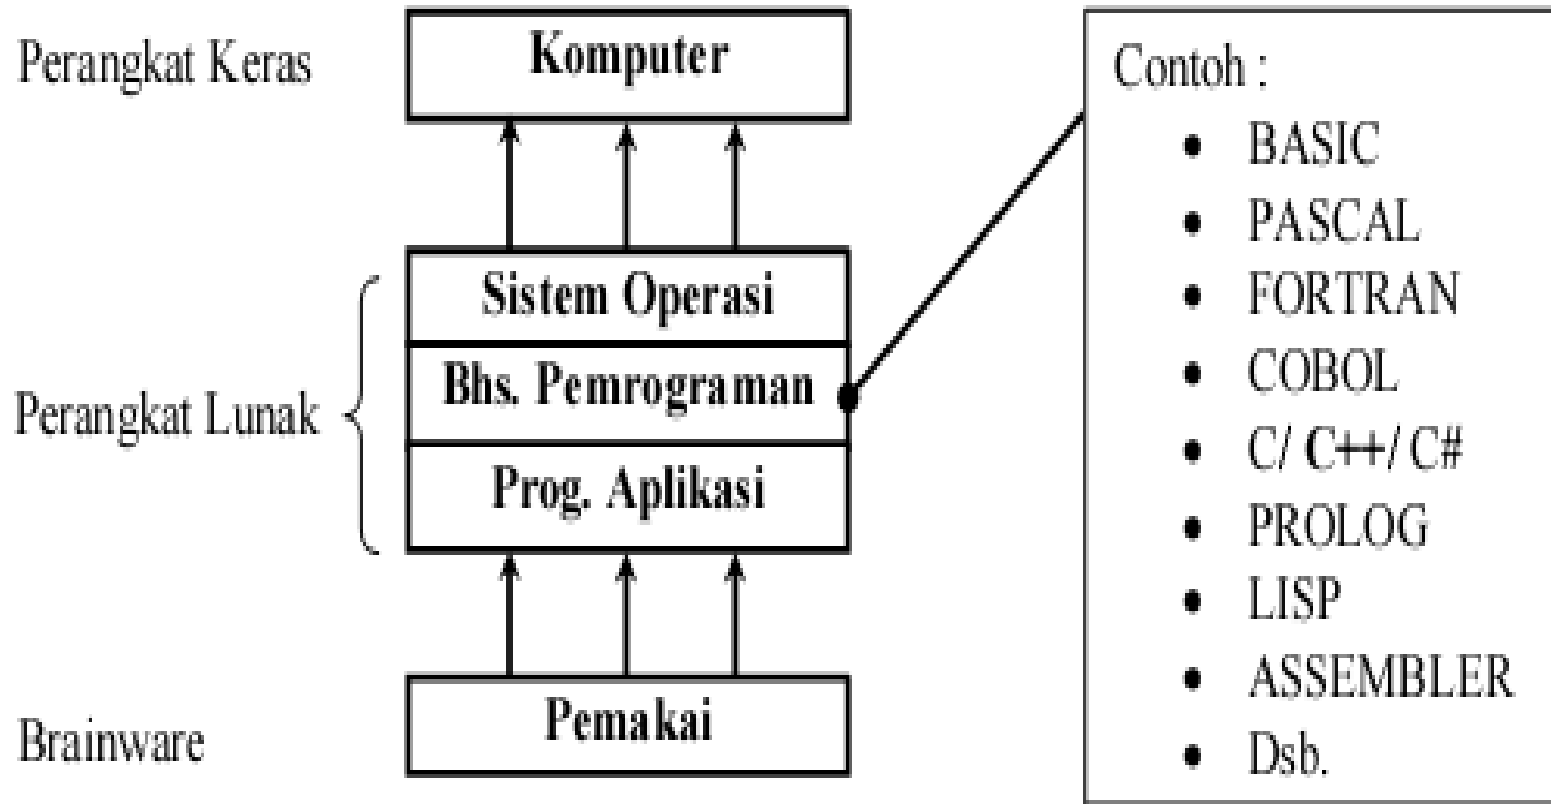 Perangkat Keras
Komputer
Sistem Operasi
Perangkat Lunak
Bhs. Pemrograman
Prog. Aplikasi
Brainware
Pemakai
Contoh :
• BASIC
• PASCAL
• FORTRAN
• COBOL
• C/ C++/ C#
• PROLOG
• LISP
• ASSEMBLER
• Dsb.